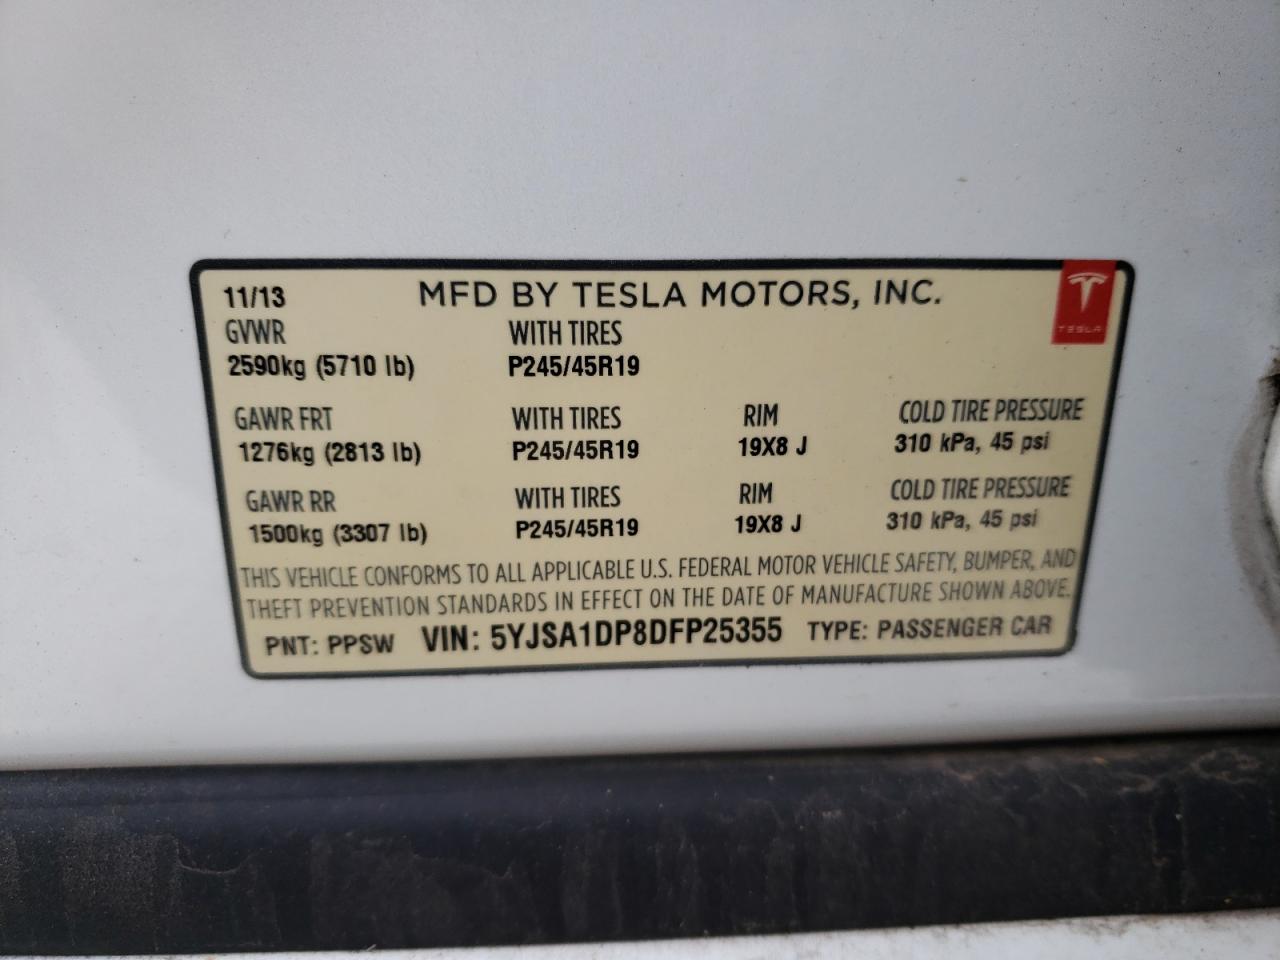 11/13 MFD BY TESLA MOTORS, INC.
TESLA
GVWR WITH TIRES
2590kg (5710 lb) P245/45R19
GAWR FRT WITH TIRES RIM COLD TIRE PRESSURE
1276kg (2813 lb) P245/45R19 19X8 J 310 kPa, 45 psi
GAWR RR WITH TIRES RIM COLD TIRE PRESSURE
1500kg (3307 lb) P245/45R19 19X8 J 310 kPa, 45 psi
THIS VEHICLE CONFORMS TO ALL APPLICABLE U.S. FEDERAL MOTOR VEHICLE SAFETY, BUMPER, AND
THEFT PREVENTION STANDARDS IN EFFECT ON THE DATE OF MANUFACTURE SHOWN ABOVE.
PNT: PPSW VIN: 5YJSA1DP8DFP25355 TYPE: PASSENGER CAR